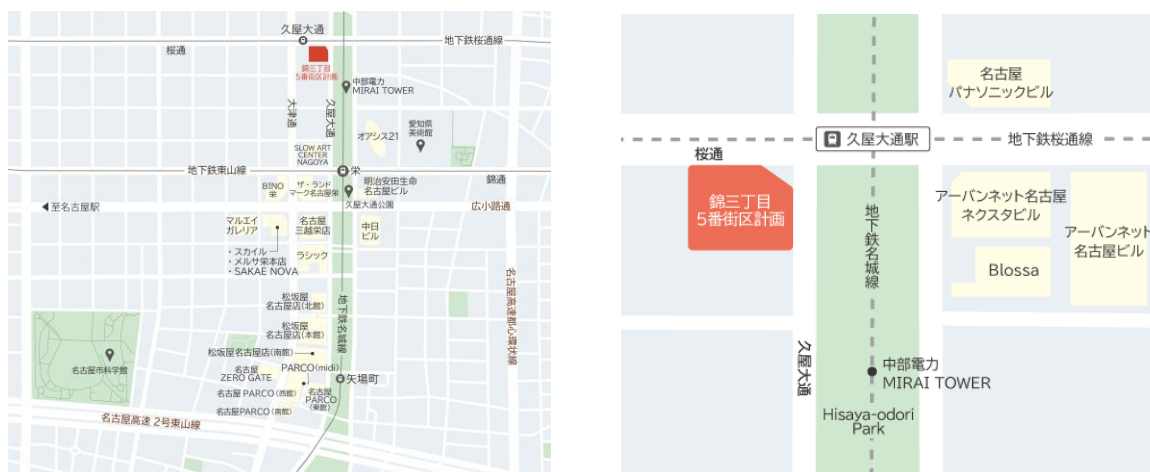 久屋大通
桜通
地下鉄桜通線
錦三丁目
5番街区計画
中部電力
MIRAI TOWER
大津通
久屋大通
オアシス21
愛知県
美術館
SLOW ART
CENTER
NAGOYA
地下鉄東山線
栄
錦通
BINO
栄
ザ・ランド
マーク名古屋栄
明治安田生命
名古屋ビル
久屋大通公園
至名古屋駅
広小路通
マルエイ
ガレリア
名古屋
三越栄店
中日
ビル
・スカイル
・メルサ栄本店
・SAKAE NOVA
ラシック
名古屋高速都心環状線
松坂屋
名古屋店(北館)
地下鉄名城線
松坂屋
名古屋店(本館)
松坂屋名古屋店(南館)
名古屋市科学館
名古屋
ZERO GATE
PARCO(midi)
矢場町
名古屋 PARCO(西館)
名古屋
PARCO
(東館)
名古屋PARCO(南館)
名古屋高速 2号東山線
名古屋
パナソニックビル
久屋大通駅
地下鉄桜通線
桜通
錦三丁目
5番街区計画
地下鉄名城線
アーバンネット名古屋
ネクスタビル
アーバンネット
名古屋ビル
Blossa
久屋大通
中部電力
MIRAI TOWER
Hisaya-odori
Park